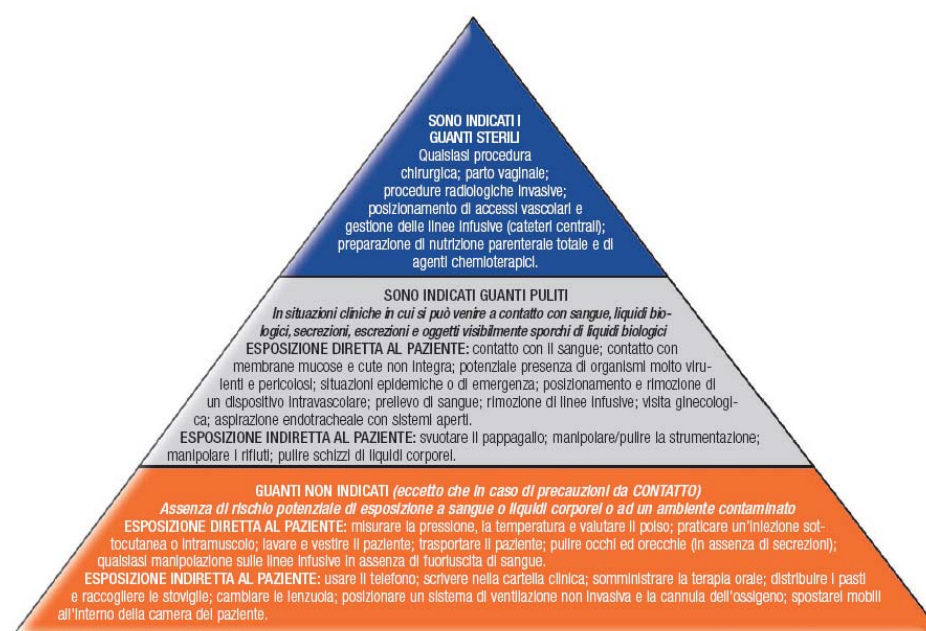 SONO INDICATI I
GUANTI STERILI
Qualsiasi procedura
chirurgica; parto vaginale;
procedure radiologiche invasive;
posizionamento di accessi vascolari e
gestione delle linee infusive (cateteri centrali);
preparazione di nutrizione parenterale totale e di
agenti chemioterapici.
SONO INDICATI GUANTI PULITI
In situazioni cliniche in cui si può venire a contatto con sangue, liquidi bio-
logici, secrezioni, escrezioni e oggetti visibilmente sporchi di liquidi biologici
ESPOSIZIONE DIRETTA AL PAZIENTE: contatto con il sangue; contatto con
membrane mucose e cute non integra; potenziale presenza di organismi molto viru-
lenti e pericolosi; situazioni epidemiche o di emergenza; posizionamento e rimozione di
un dispositivo intravascolare; prelievo di sangue; rimozione di linee infusive; visita ginecologi-
ca; aspirazione endotracheale con sistemi aperti.
ESPOSIZIONE INDIRETTA AL PAZIENTE: svuotare il pappagallo; manipolare/pulire la strumentazione;
manipolare i rifiuti; pulire schizzi di liquidi corporei.
GUANTI NON INDICATI (eccetto che in caso di precauzioni da CONTATTO)
Assenza di rischio potenziale di esposizione a sangue o liquidi corporei o ad un ambiente contaminato
ESPOSIZIONE DIRETTA AL PAZIENTE: misurare la pressione, la temperatura e valutare il polso; praticare un'iniezione sot-
tocutanea o intramuscolo; lavare e vestire il paziente; trasportare il paziente; pulire occhi ed orecchie (in assenza di secrezioni);
qualsiasi manipolazione sulle linee infusive in assenza di fuoriuscita di sangue.
ESPOSIZIONE INDIRETTA AL PAZIENTE: usare il telefono; scrivere nella cartella clinica; somministrare la terapia orale; distribuire i pasti
e raccogliere le stoviglie; cambiare le lenzuola; posizionare un sistema di ventilazione non invasiva e la cannula dell'ossigeno; spostarei mobili
all'interno della camera del paziente.